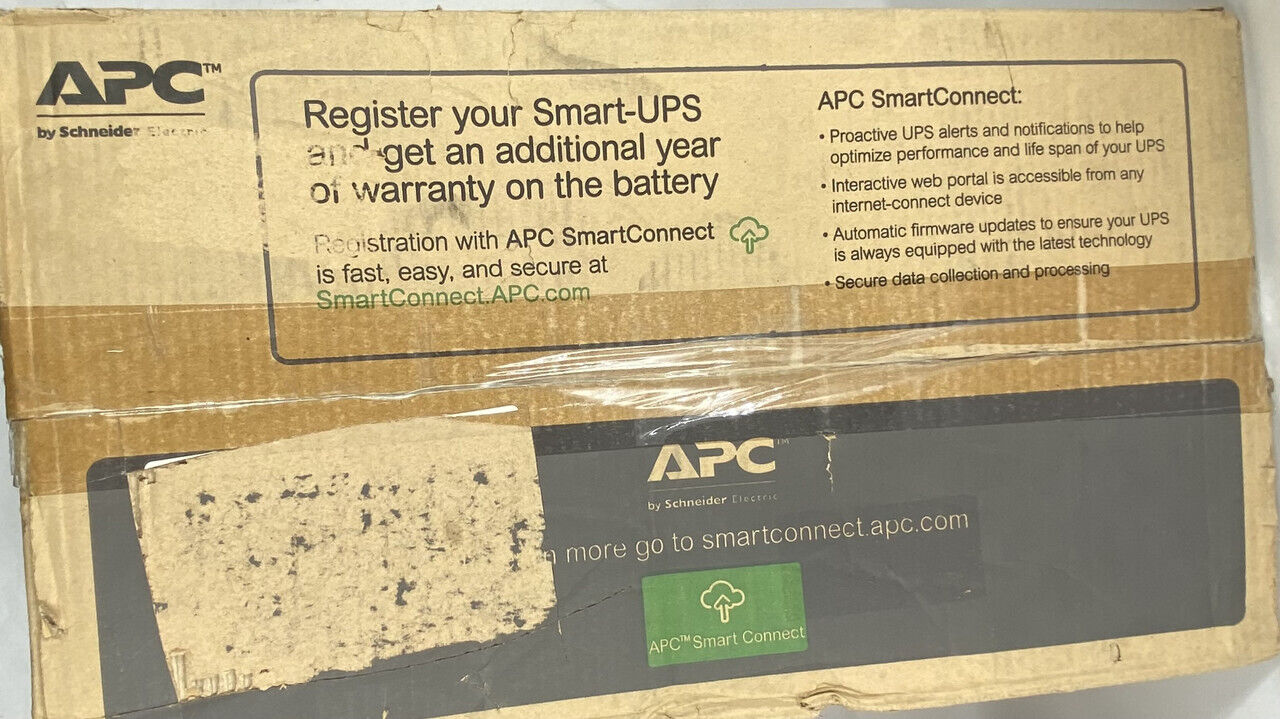 APC™
by Schneider Electric
Register your Smart-UPS
and get an additional year
of warranty on the battery
Registration with APC SmartConnect
is fast, easy, and secure at
SmartConnect.APC.com
APC SmartConnect:
• Proactive UPS alerts and notifications to help
optimize performance and life span of your UPS
• Interactive web portal is accessible from any
internet-connect device
• Automatic firmware updates to ensure your UPS
is always equipped with the latest technology
• Secure data collection and processing
APC™
by Schneider Electric
more go to smartconnect.apc.com
APC™ Smart Connect